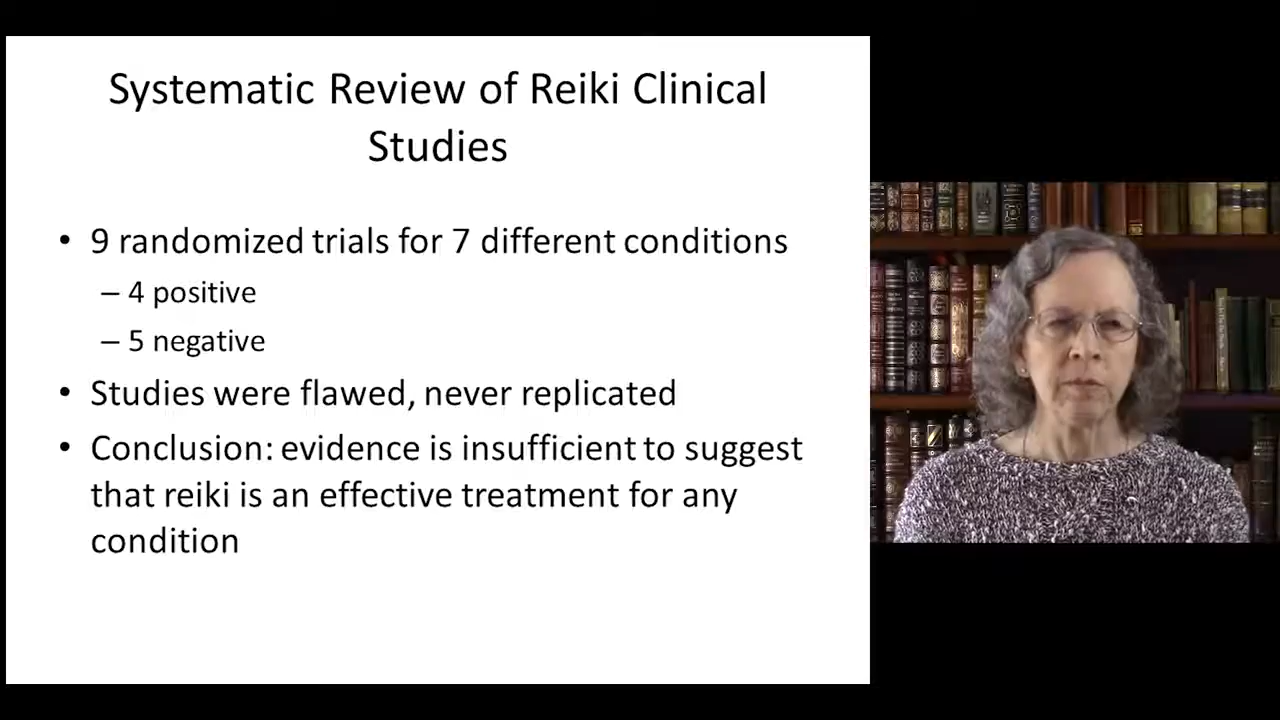 Systematic Review of Reiki Clinical
Studies
• 9 randomized trials for 7 different conditions
– 4 positive
– 5 negative
• Studies were flawed, never replicated
• Conclusion: evidence is insufficient to suggest
that reiki is an effective treatment for any
condition